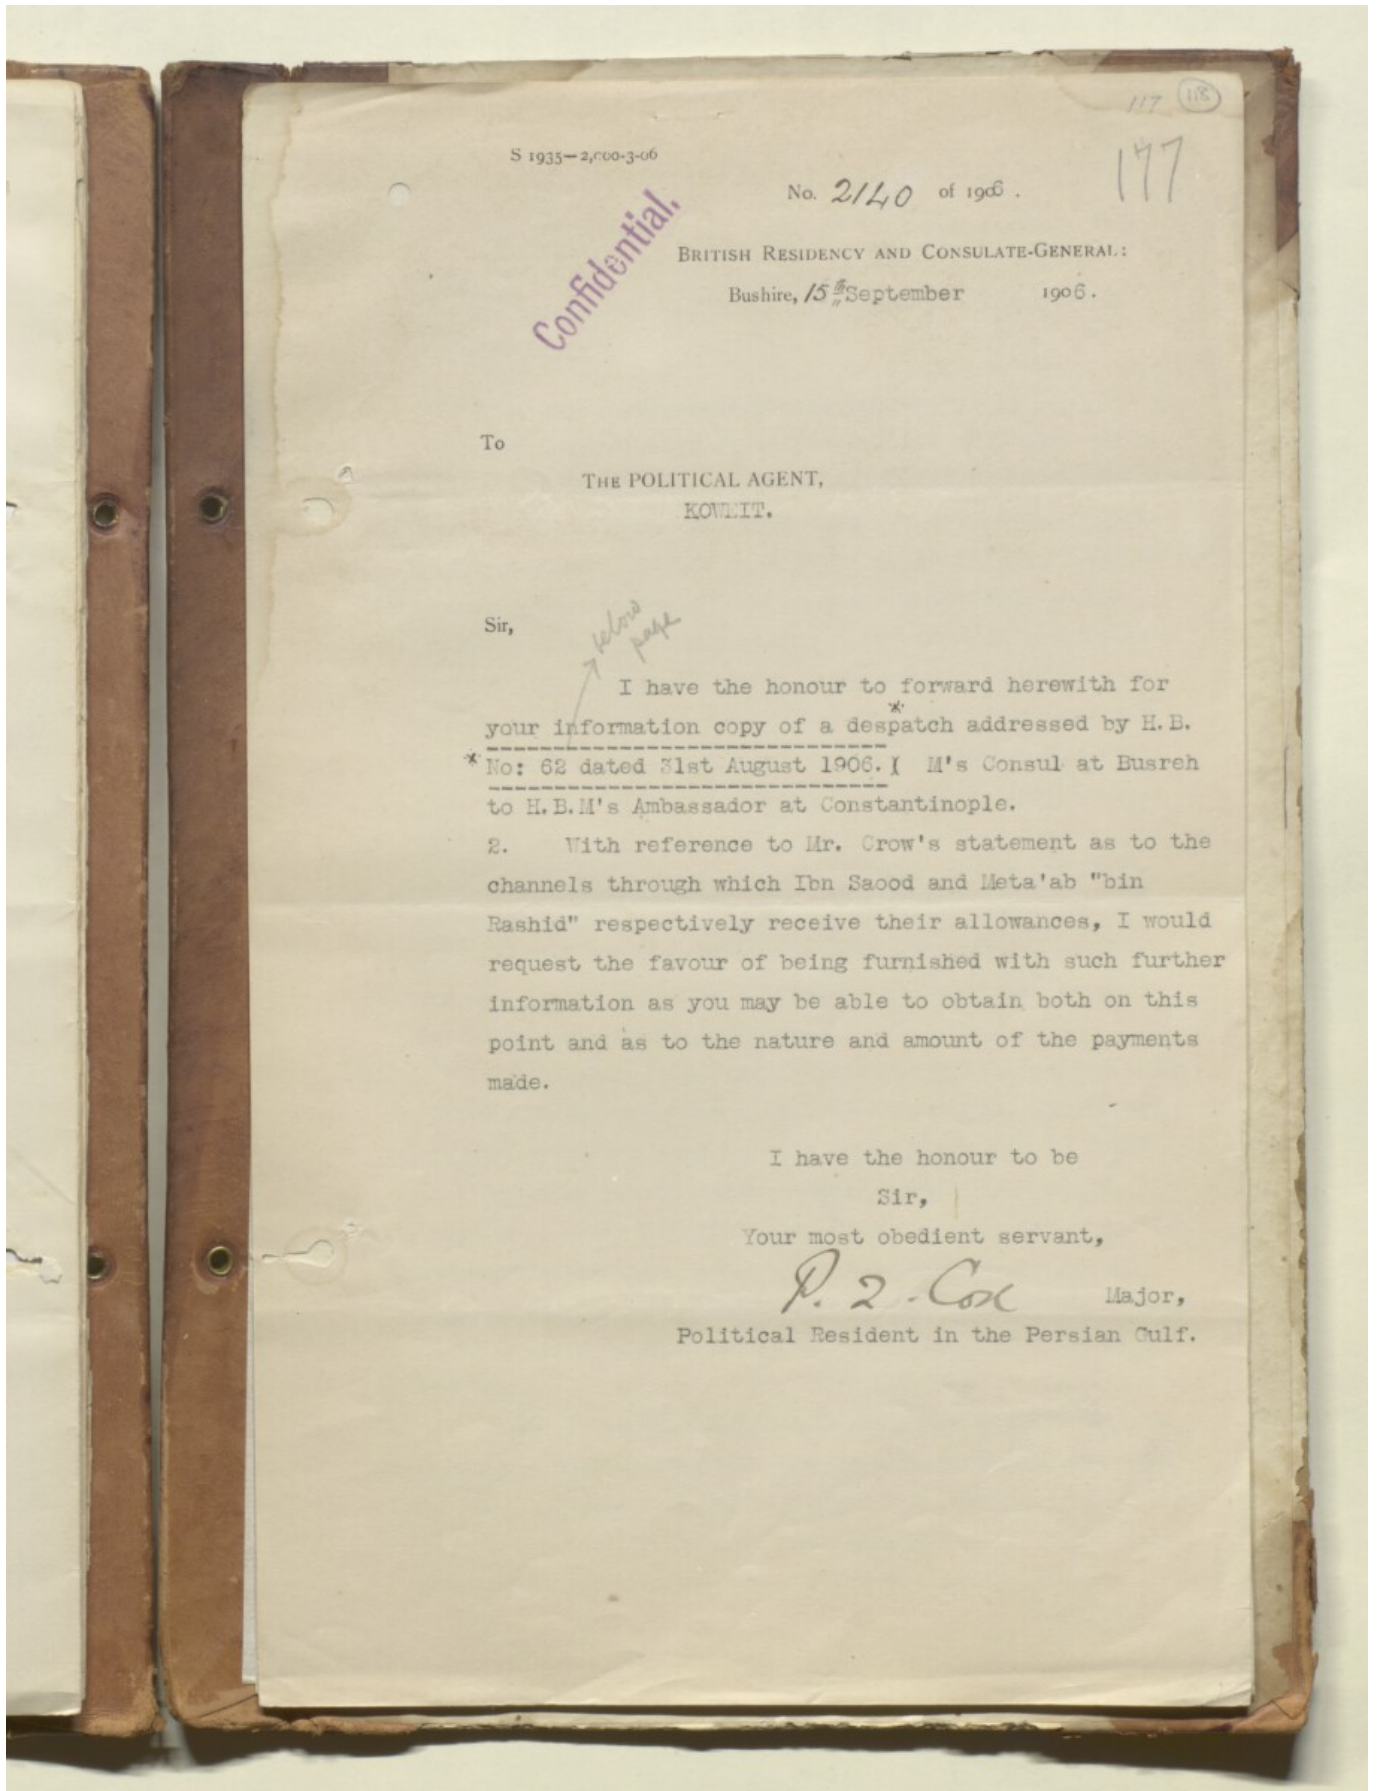 117 118
S 1935—2,000-3-06
177
No. 2140 of 1906.
Confidential.
BRITISH RESIDENCY AND CONSULATE-GENERAL:
Bushire, 15th September 1906.
To
THE POLITICAL AGENT,
KOWEIT.
Sir,
below
page
I have the honour to forward herewith for
your information copy of a despatch addressed by H.B.
* No: 62 dated 31st August 1906. ( M's Consul at Busreh
to H.B.M's Ambassador at Constantinople.
2. With reference to Mr. Crow's statement as to the
channels through which Ibn Saood and Meta'ab "bin
Rashid" respectively receive their allowances, I would
request the favour of being furnished with such further
information as you may be able to obtain both on this
point and as to the nature and amount of the payments
made.
I have the honour to be
Sir,
Your most obedient servant,
P. Z. Cox Major,
Political Resident in the Persian Gulf.